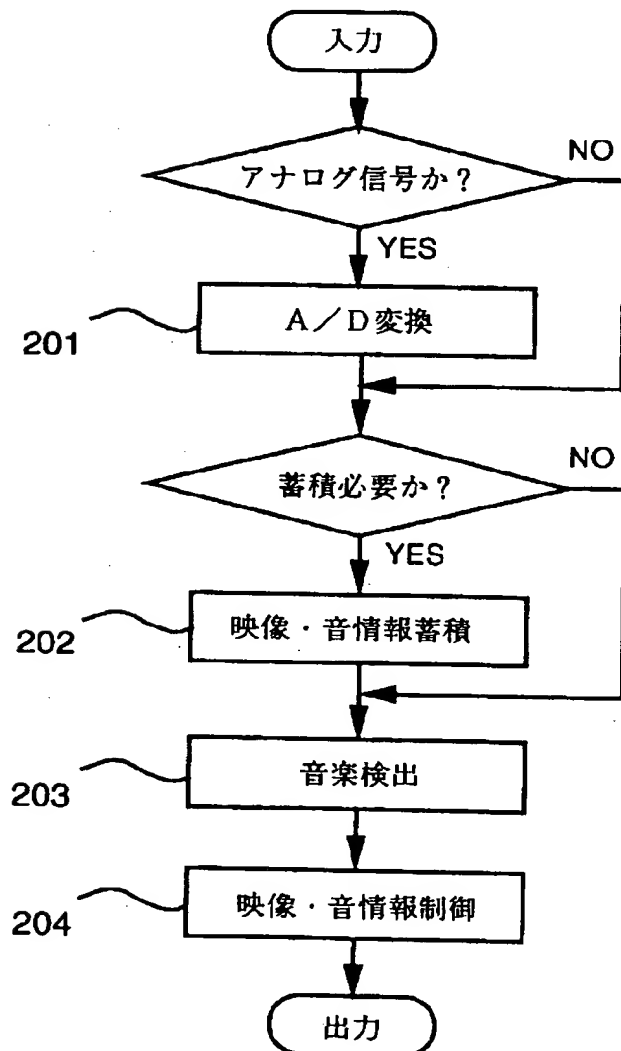 入力
アナログ信号か?
NO
YES
A/D変換
201
蓄積必要か?
NO
YES
映像・音情報蓄積
202
音楽検出
203
映像・音情報制御
204
出力